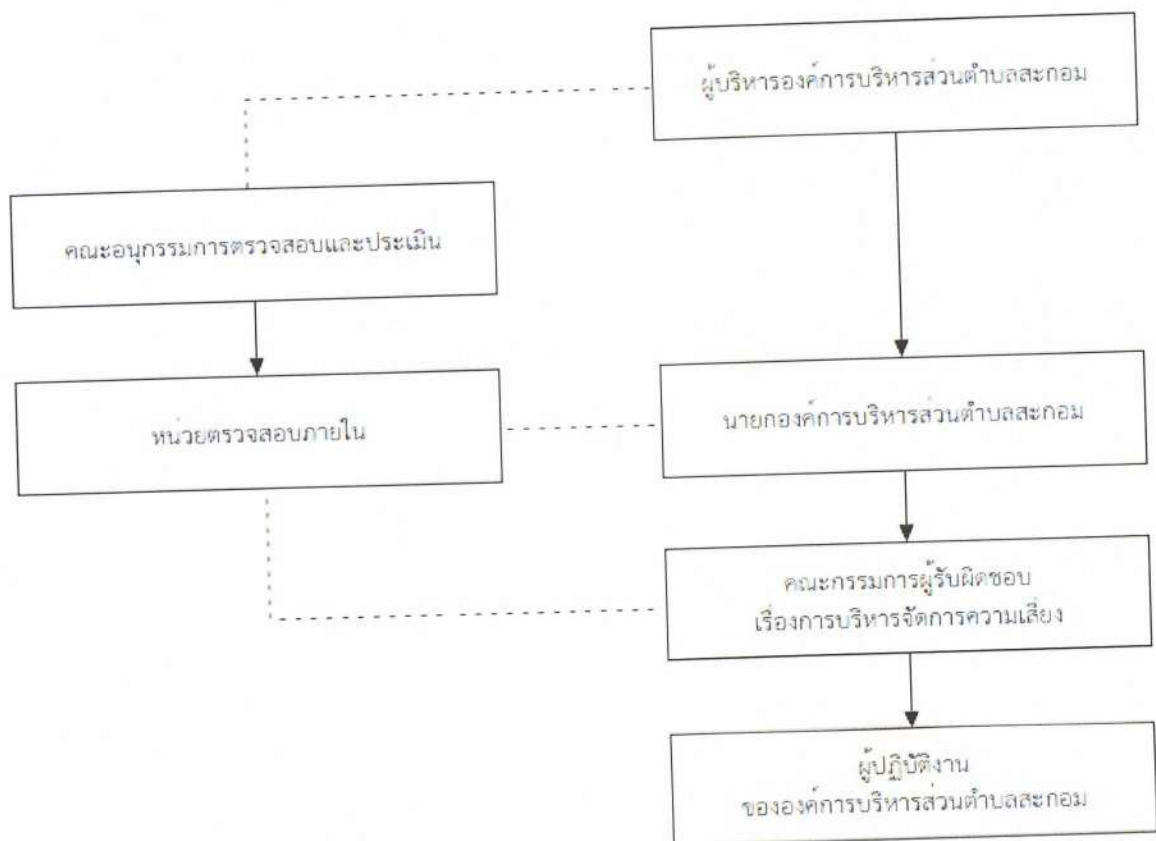 ผู้บริหารองค์การบริหารส่วนตำบลสะกอม
คณะอนุกรรมการตรวจสอบและประเมิน
หน่วยตรวจสอบภายใน
นายกองค์การบริหารส่วนตำบลสะกอม
คณะกรรมการผู้รับผิดชอบ
เรื่องการบริหารจัดการความเสี่ยง
ผู้ปฏิบัติงาน
ขององค์การบริหารส่วนตำบลสะกอม